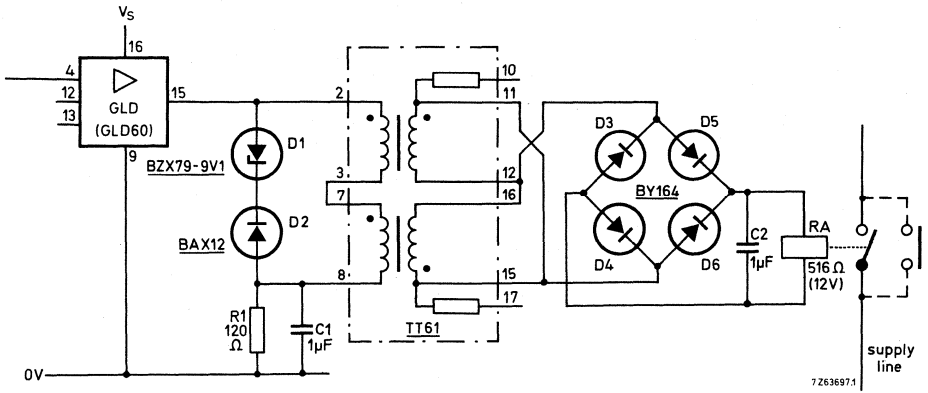 Vs
16
4
12
13
GLD
(GLD60)
9
15
D1
BZX79-9V1
D2
BAX12
R1
120
Ω
C1
1µF
0V
2
3
7
8
10
11
12
16
15
17
TT61
D3
D5
BY164
D4
D6
C2
1µF
RA
516Ω
(12V)
supply
line
7Z63697.1